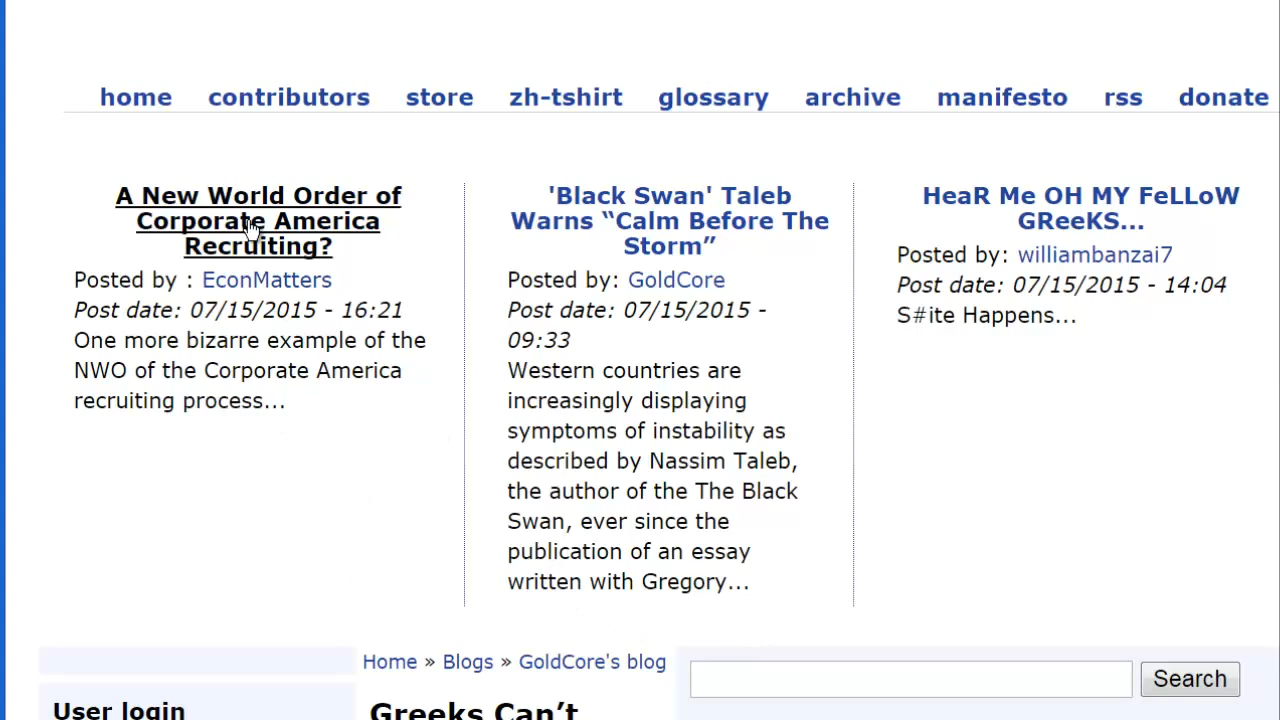 home contributors store zh-tshirt glossary archive manifesto rss donate
A New World Order of
Corporate America
Recruiting?
Posted by : EconMatters
Post date: 07/15/2015 - 16:21
One more bizarre example of the
NWO of the Corporate America
recruiting process...
'Black Swan' Taleb
Warns “Calm Before The
Storm”
Posted by: GoldCore
Post date: 07/15/2015 -
09:33
Western countries are
increasingly displaying
symptoms of instability as
described by Nassim Taleb,
the author of the The Black
Swan, ever since the
publication of an essay
written with Gregory...
HeaR Me OH MY FeLLoW
GReeKS...
Posted by: williambanzai7
Post date: 07/15/2015 - 14:04
S#ite Happens...
Home » Blogs » GoldCore's blog
Search
User login
Greeks Can’t